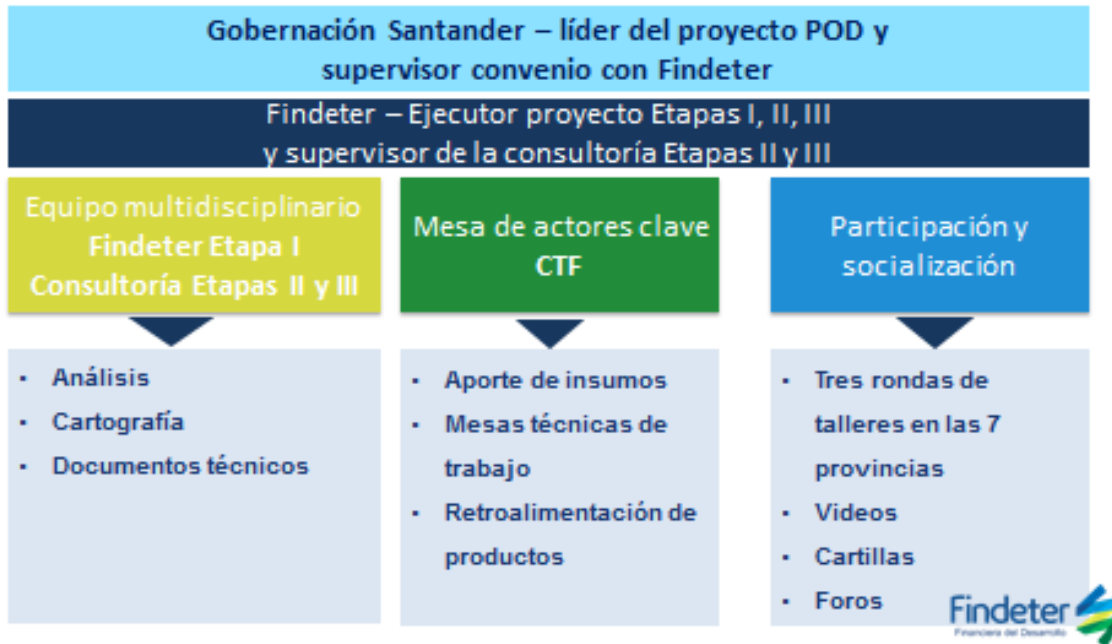 Gobernación Santander – líder del proyecto POD y
supervisor convenio con Findeter
Findeter – Ejecutor proyecto Etapas I, II, III
y supervisor de la consultoría Etapas II y III
Equipo multidisciplinario
Findeter Etapa I
Consultoría Etapas II y III
Mesa de actores clave
CTF
Participación y
socialización
· Análisis
· Cartografía
· Documentos técnicos
· Aporte de insumos
· Mesas técnicas de
trabajo
· Retroalimentación de
productos
· Tres rondas de
talleres en las 7
provincias
· Videos
· Cartillas
· Foros
Findeter
Financiera del Desarrollo